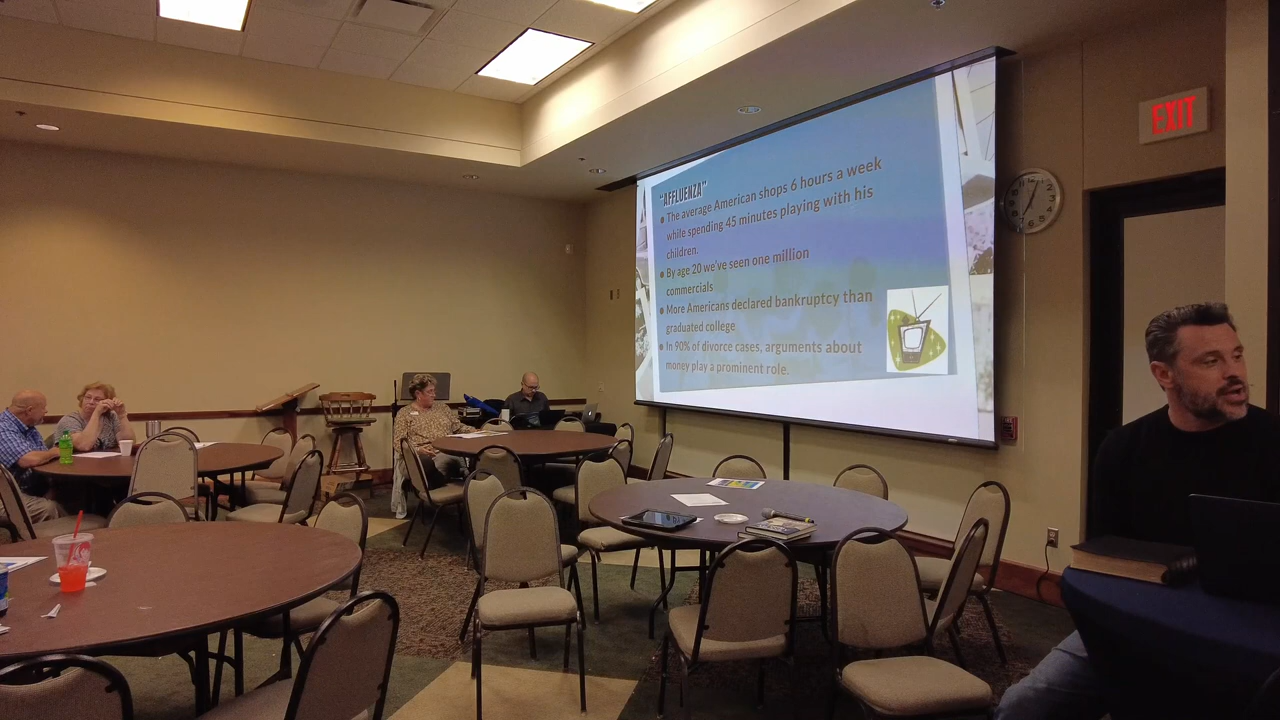 "AFFLUENZA"
• The average American shops 6 hours a week
while spending 45 minutes playing with his
children.
• By age 20 we've seen one million
commercials
• More Americans declared bankruptcy than
graduated college
• In 90% of divorce cases, arguments about
money play a prominent role.
EXIT